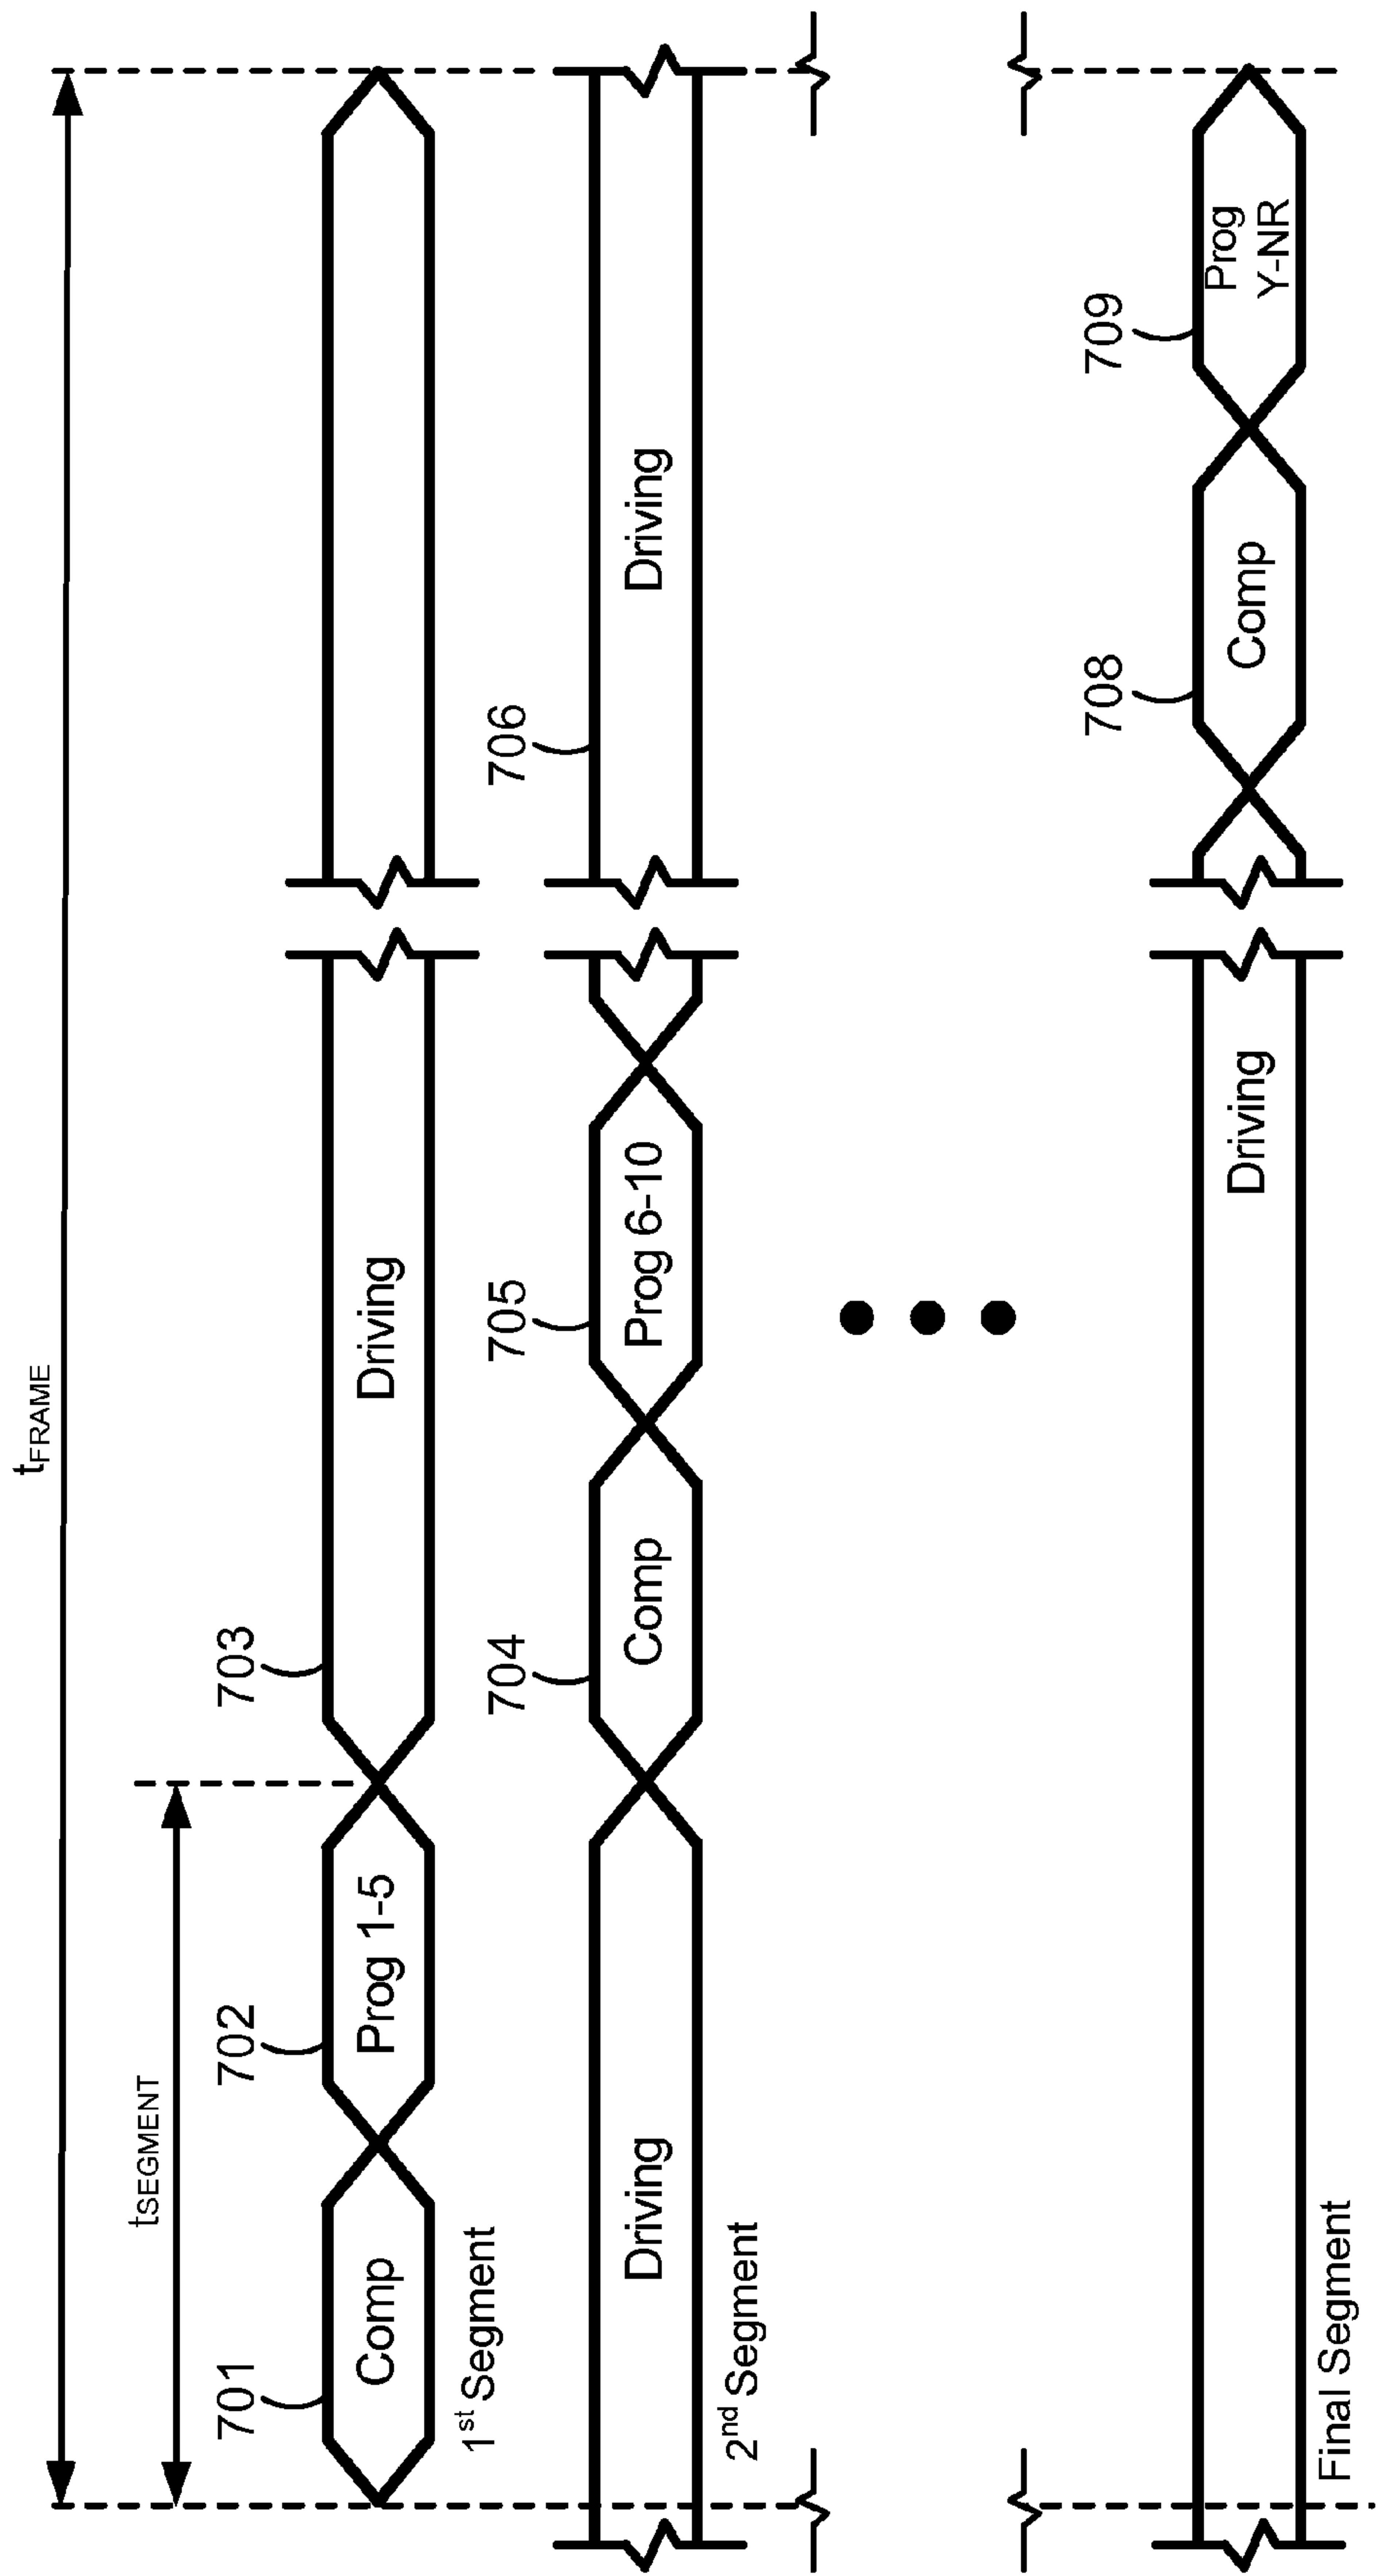 tFRAME
tSEGMENT
701
702
703
Comp
Prog 1-5
Driving
1st Segment
704
705
706
Driving
Comp
Prog 6-10
Driving
2nd Segment
708
709
Driving
Comp
Prog
Y-NR
Final Segment